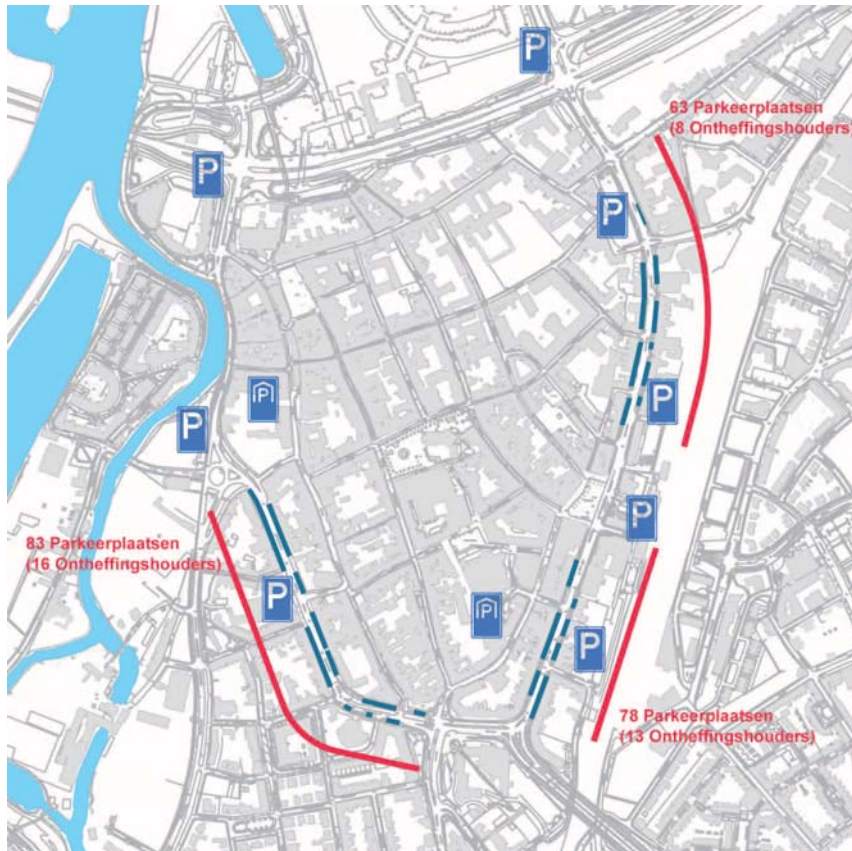 P
63 Parkeerplaatsen
(8 Ontheffingshouders)
P
P
P
P
P
P
83 Parkeerplaatsen
(16 Ontheffingshouders)
P
P
P
78 Parkeerplaatsen
(13 Ontheffingshouders)